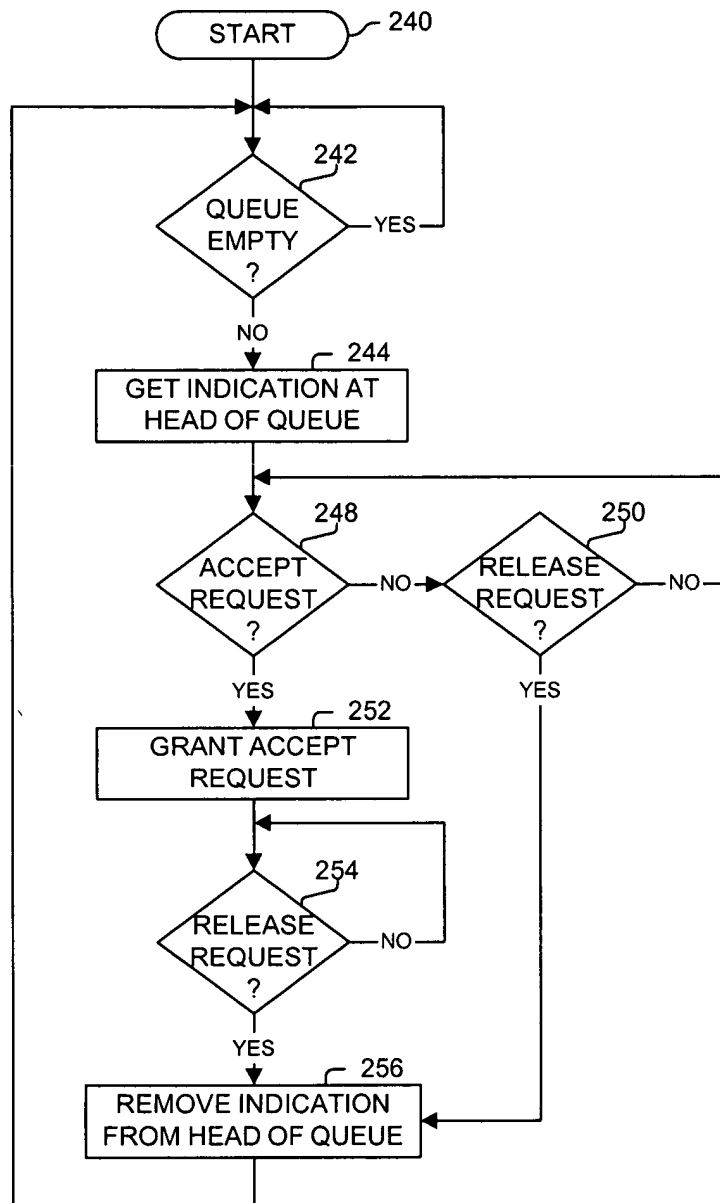 START
240
242
QUEUE
EMPTY
?
YES
NO
244
GET INDICATION AT
HEAD OF QUEUE
248
ACCEPT
REQUEST
?
NO
250
RELEASE
REQUEST
?
NO
YES
YES
252
GRANT ACCEPT
REQUEST
254
RELEASE
REQUEST
?
NO
YES
256
REMOVE INDICATION
FROM HEAD OF QUEUE